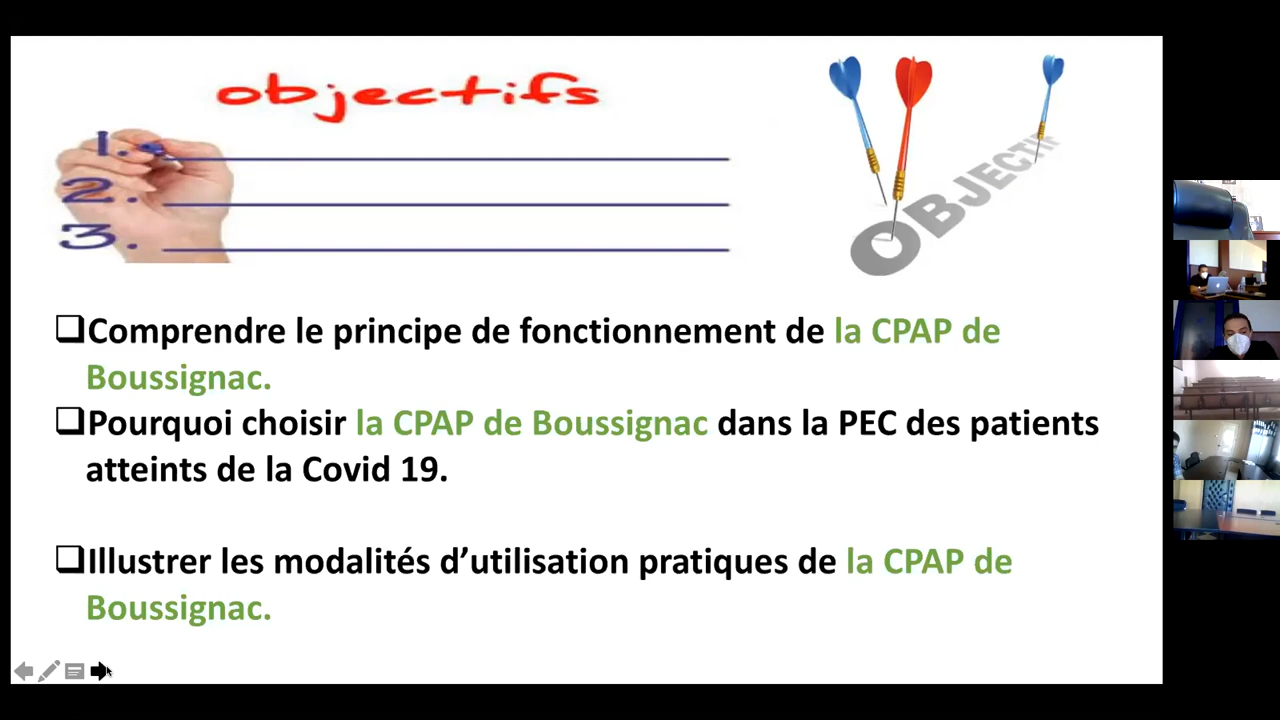 objectifs
1.
2.
3.
OBJECTIF
❑Comprendre le principe de fonctionnement de la CPAP de
Boussignac.
❑Pourquoi choisir la CPAP de Boussignac dans la PEC des patients
atteints de la Covid 19.
❑Illustrer les modalités d’utilisation pratiques de la CPAP de
Boussignac.